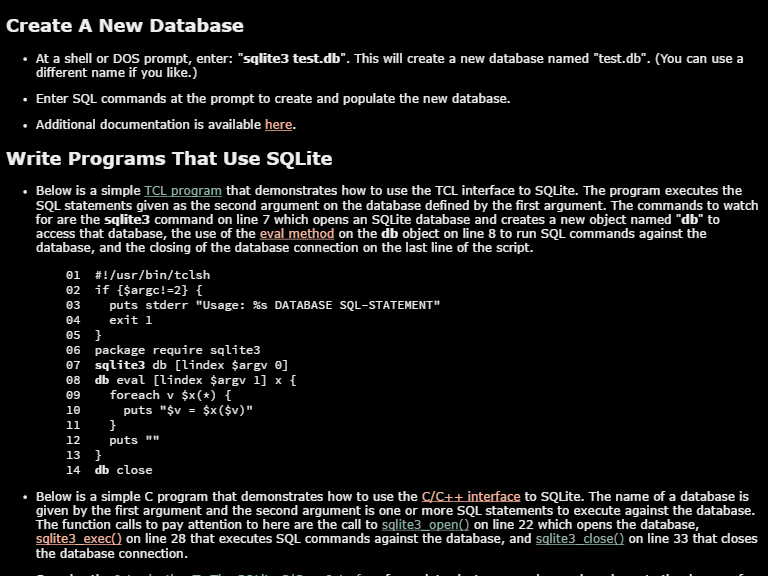 Create A New Database
• At a shell or DOS prompt, enter: "sqlite3 test.db". This will create a new database named "test.db". (You can use a
different name if you like.)
• Enter SQL commands at the prompt to create and populate the new database.
• Additional documentation is available here.
Write Programs That Use SQLite
• Below is a simple TCL program that demonstrates how to use the TCL interface to SQLite. The program executes the
SQL statements given as the second argument on the database defined by the first argument. The commands to watch
for are the sqlite3 command on line 7 which opens an SQLite database and creates a new object named "db" to
access that database, the use of the eval method on the db object on line 8 to run SQL commands against the
database, and the closing of the database connection on the last line of the script.
01  #!/usr/bin/tclsh
02  if {$argc!=2} {
03    puts stderr "Usage: %s DATABASE SQL-STATEMENT"
04    exit 1
05  }
06  package require sqlite3
07  sqlite3 db [lindex $argv 0]
08  db eval [lindex $argv 1] x {
09    foreach v $x(*) {
10      puts "$v = $x($v)"
11    }
12    puts ""
13  }
14  db close
• Below is a simple C program that demonstrates how to use the C/C++ interface to SQLite. The name of a database is
given by the first argument and the second argument is one or more SQL statements to execute against the database.
The function calls to pay attention to here are the call to sqlite3_open() on line 22 which opens the database,
sqlite3_exec() on line 28 that executes SQL commands against the database, and sqlite3_close() on line 33 that closes
the database connection.